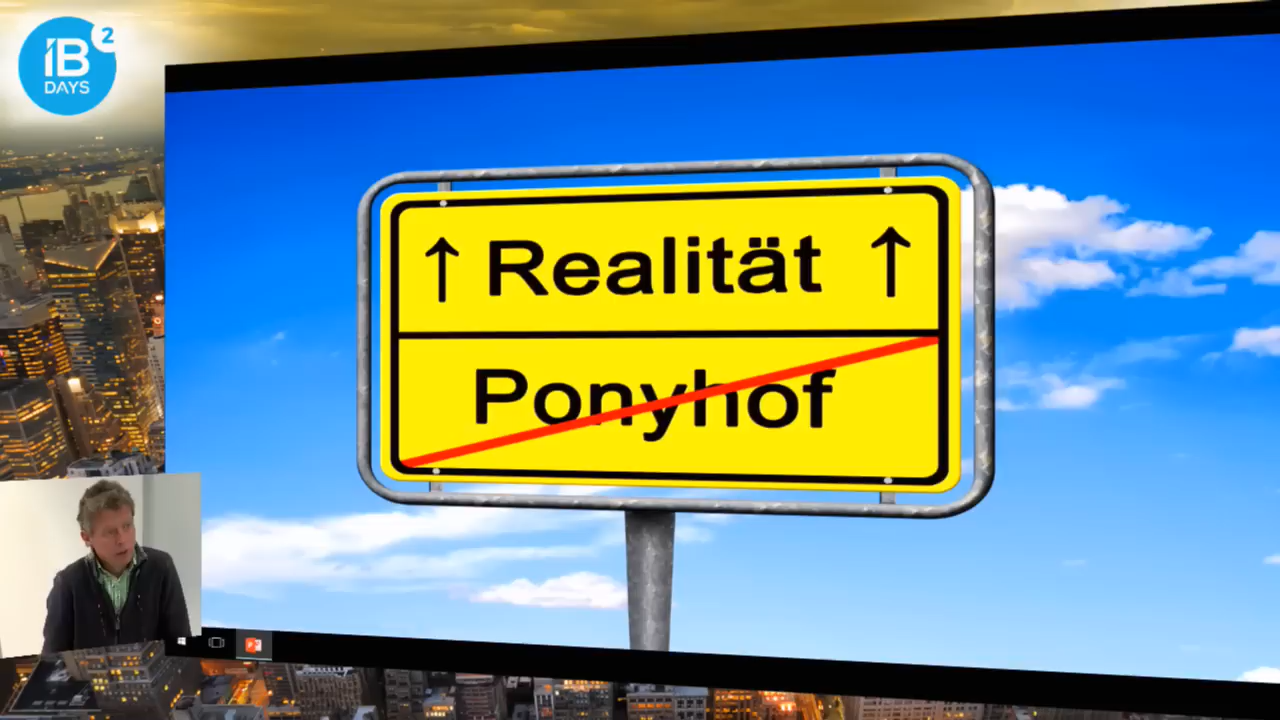 IB 2
DAYS
↑ Realität ↑
Ponyhof